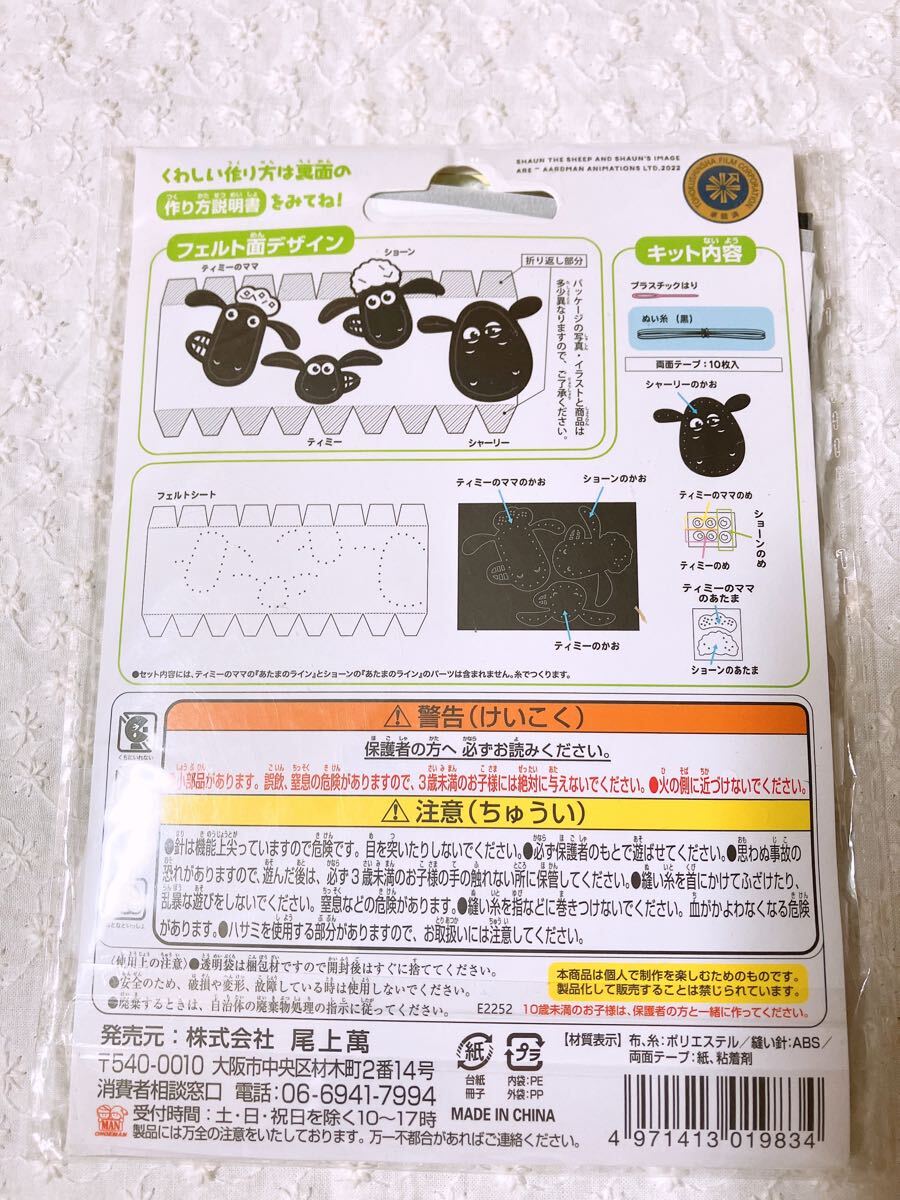 くわしい作り方は裏面の
作り方説明書をみてね!
SHAUN THE SHEEP AND SHAUN'S IMAGE
ARE ™ AARDMAN ANIMATIONS LTD.2022
TOHOKUSHINSHA FILM CORPORATION
承認済
フェルト面デザイン
ティミーのママ
ショーン
折り返し部分
パッケージの写真・イラストと商品は
多少異なりますので、ご了承ください。
ティミー
シャーリー
キット内容
プラスチックはり
ぬい糸(黒)
両面テープ:10枚入
シャーリーのかお
ティミーのママのめ
ショーンのめ
ティミーのめ
ティミーのママ
のあたま
ショーンのあたま
フェルトシート
ティミーのママのかお
ショーンのかお
ティミーのかお
●セット内容には、ティミーのママの『あたまのライン』とショーンの『あたまのライン』のパーツは含まれません。糸でつくります。
くちにいれない
⚠警告(けいこく)
保護者の方へ 必ずお読みください。
●小部品があります。誤飲、窒息の危険がありますので、3歳未満のお子様には絶対に与えないでください。●火の側に近づけないでください。
⚠注意(ちゅうい)
●針は機能上尖っていますので危険です。目を突いたりしないでください。●必ず保護者のもとで遊ばせてください。●思わぬ事故の
恐れがありますので、遊んだ後は、必ず3歳未満のお子様の手の触れない所に保管してください。●縫い糸を首にかけてふざけたり、
乱暴な遊びをしないでください。窒息などの危険があります。●縫い糸を指などに巻きつけないでください。血がかよわなくなる危険
があります。●ハサミを使用する部分がありますので、お取扱いには注意してください。
おとなといっしょ
〈使用上の注意〉●透明袋は梱包材ですので開封後はすぐに捨ててください。
●安全のため、破損や変形、故障している時は使用しないでください。
●廃棄するときは、自治体の廃棄物処理の指示に従ってください。
E2252
本商品は個人で制作を楽しむためのものです。
製品化して販売することは禁じられています。
10歳未満のお子様は、保護者の方と一緒に作ってください。
発売元:株式会社 尾上萬
〒540-0010 大阪市中央区材木町2番14号
消費者相談窓口 電話:06-6941-7994
受付時間:土・日・祝日を除く10~17時
製品には万全の注意をいたしております。万一不都合があればご連絡ください。
MAN
ONOEMAN
紙
台紙
冊子
プラ
内袋:PE
外袋:PP
MADE IN CHINA
【材質表示】布、糸:ポリエステル/縫い針:ABS/
両面テープ:紙、粘着剤
4 971413 019834